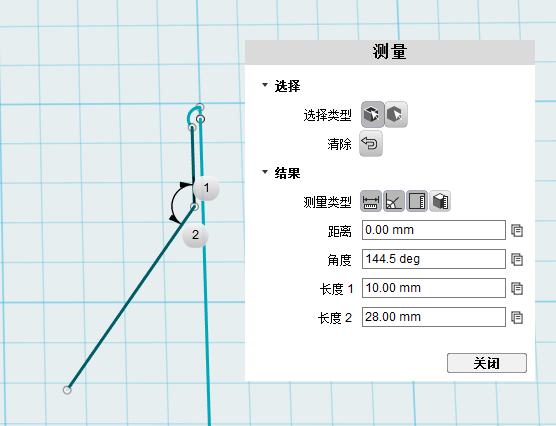 测量
选择
选择类型
清除
结果
测量类型
距离 0.00 mm
角度 144.5 deg
长度 1 10.00 mm
长度 2 28.00 mm
关闭
1
2